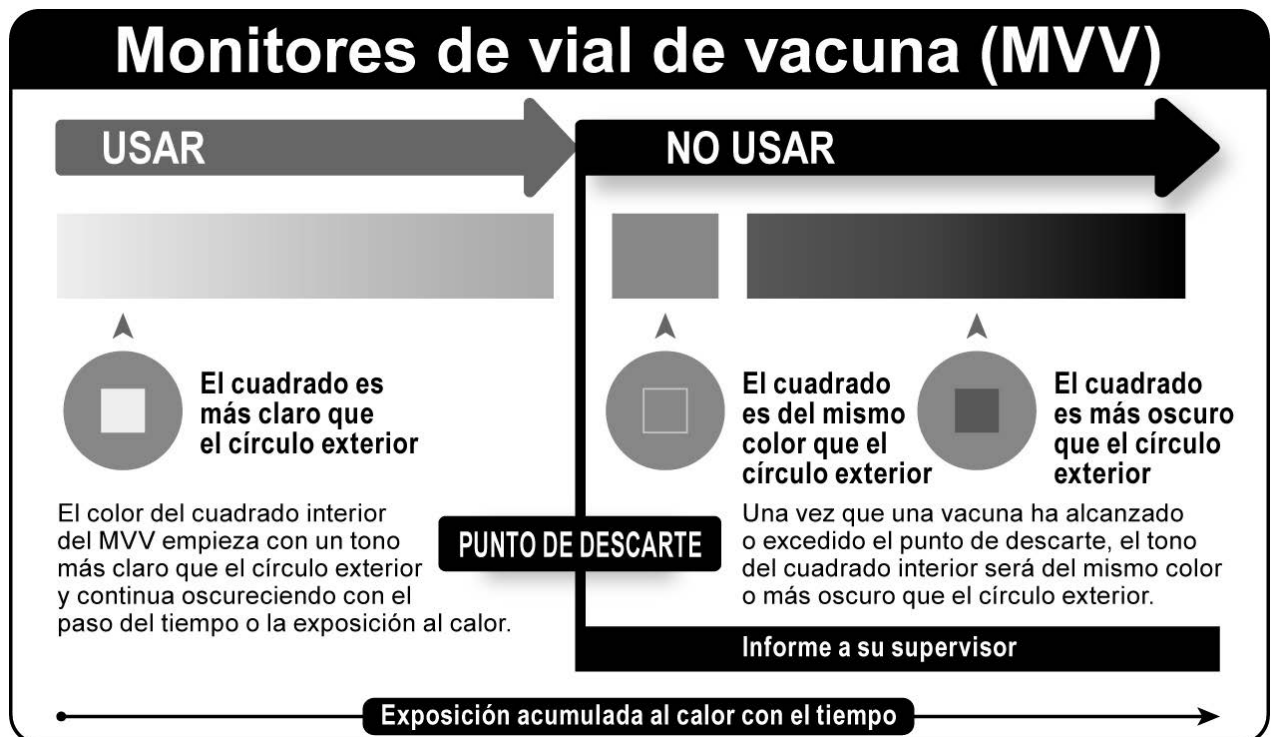 Monitores de vial de vacuna (MVV)
USAR
NO USAR
El cuadrado es
más claro que
el círculo exterior
El cuadrado
es del mismo
color que el
círculo exterior
El cuadrado
es más oscuro
que el círculo
exterior
El color del cuadrado interior
del MVV empieza con un tono
más claro que el círculo exterior
y continua oscureciendo con el
paso del tiempo o la exposición al calor.
PUNTO DE DESCARTE
Una vez que una vacuna ha alcanzado
o excedido el punto de descarte, el tono
del cuadrado interior será del mismo color
o más oscuro que el círculo exterior.
Informe a su supervisor
Exposición acumulada al calor con el tiempo